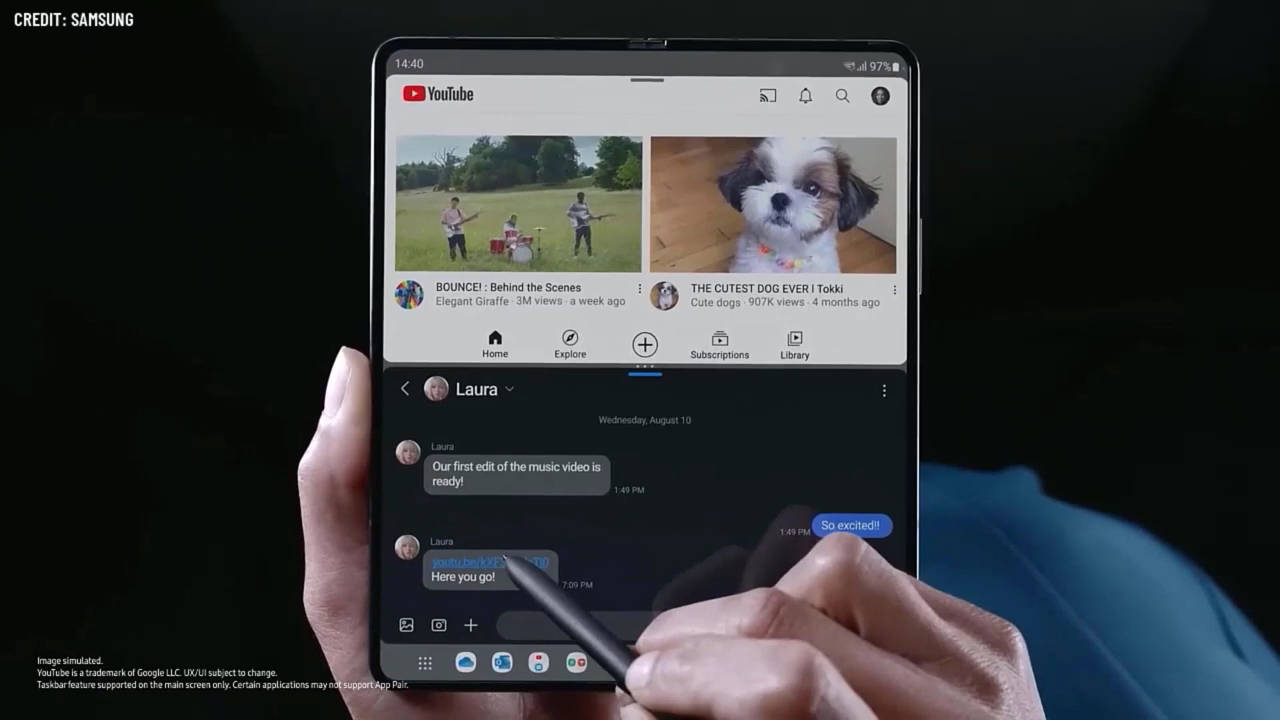 CREDIT: SAMSUNG
14:40
97%
YouTube
BOUNCE! : Behind the Scenes
Elegant Giraffe · 3M views · a week ago
THE CUTEST DOG EVER l Tokki
Cute dogs · 907K views · 4 months ago
Home
Explore
Subscriptions
Library
Laura
Wednesday, August 10
Laura
Our first edit of the music video is
ready!
1:49 PM
1:49 PM
So excited!!
Laura
Here you go!
7:09 PM
Image simulated.
YouTube is a trademark of Google LLC. UX/UI subject to change.
Taskbar feature supported on the main screen only. Certain applications may not support App Pair.